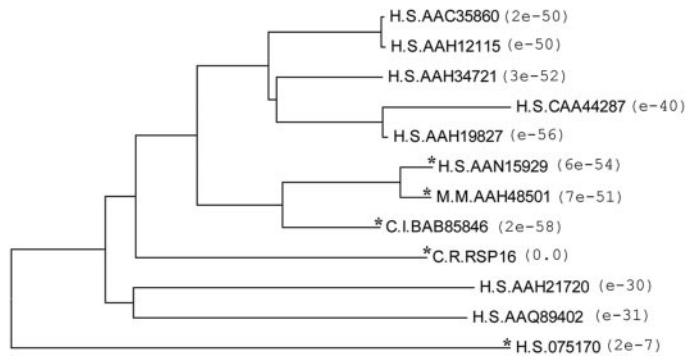 H.S.AAC35860 (2e-50)
H.S.AAH12115 (e-50)
H.S.AAH34721 (3e-52)
H.S.CAA44287 (e-40)
H.S.AAH19827 (e-56)
*H.S.AAN15929 (6e-54)
*M.M.AAH48501 (7e-51)
*C.I.BAB85846 (2e-58)
*C.R.RSP16 (0.0)
H.S.AAH21720 (e-30)
H.S.AAQ89402 (e-31)
*H.S.075170 (2e-7)